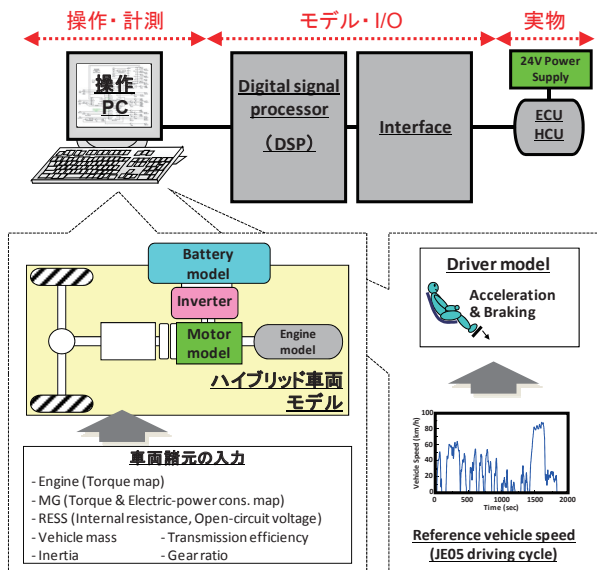 操作・計測
モデル・I/O
実物
操作
PC
Digital signal
processor
（DSP）
Interface
24V Power
Supply
ECU
HCU
Battery
model
Inverter
Motor
model
Engine
model
ハイブリッド車両
モデル
車両諸元の入力
- Engine (Torque map)
- MG (Torque & Electric-power cons. map)
- RESS (Internal resistance, Open-circuit voltage)
- Vehicle mass - Transmission efficiency
- Inertia - Gear ratio
Driver model
Acceleration
& Braking
Vehicle Speed (km/h)
100
80
60
40
20
0
0 500 1000 1500 2000
Time (sec)
Reference vehicle speed
(JE05 driving cycle)